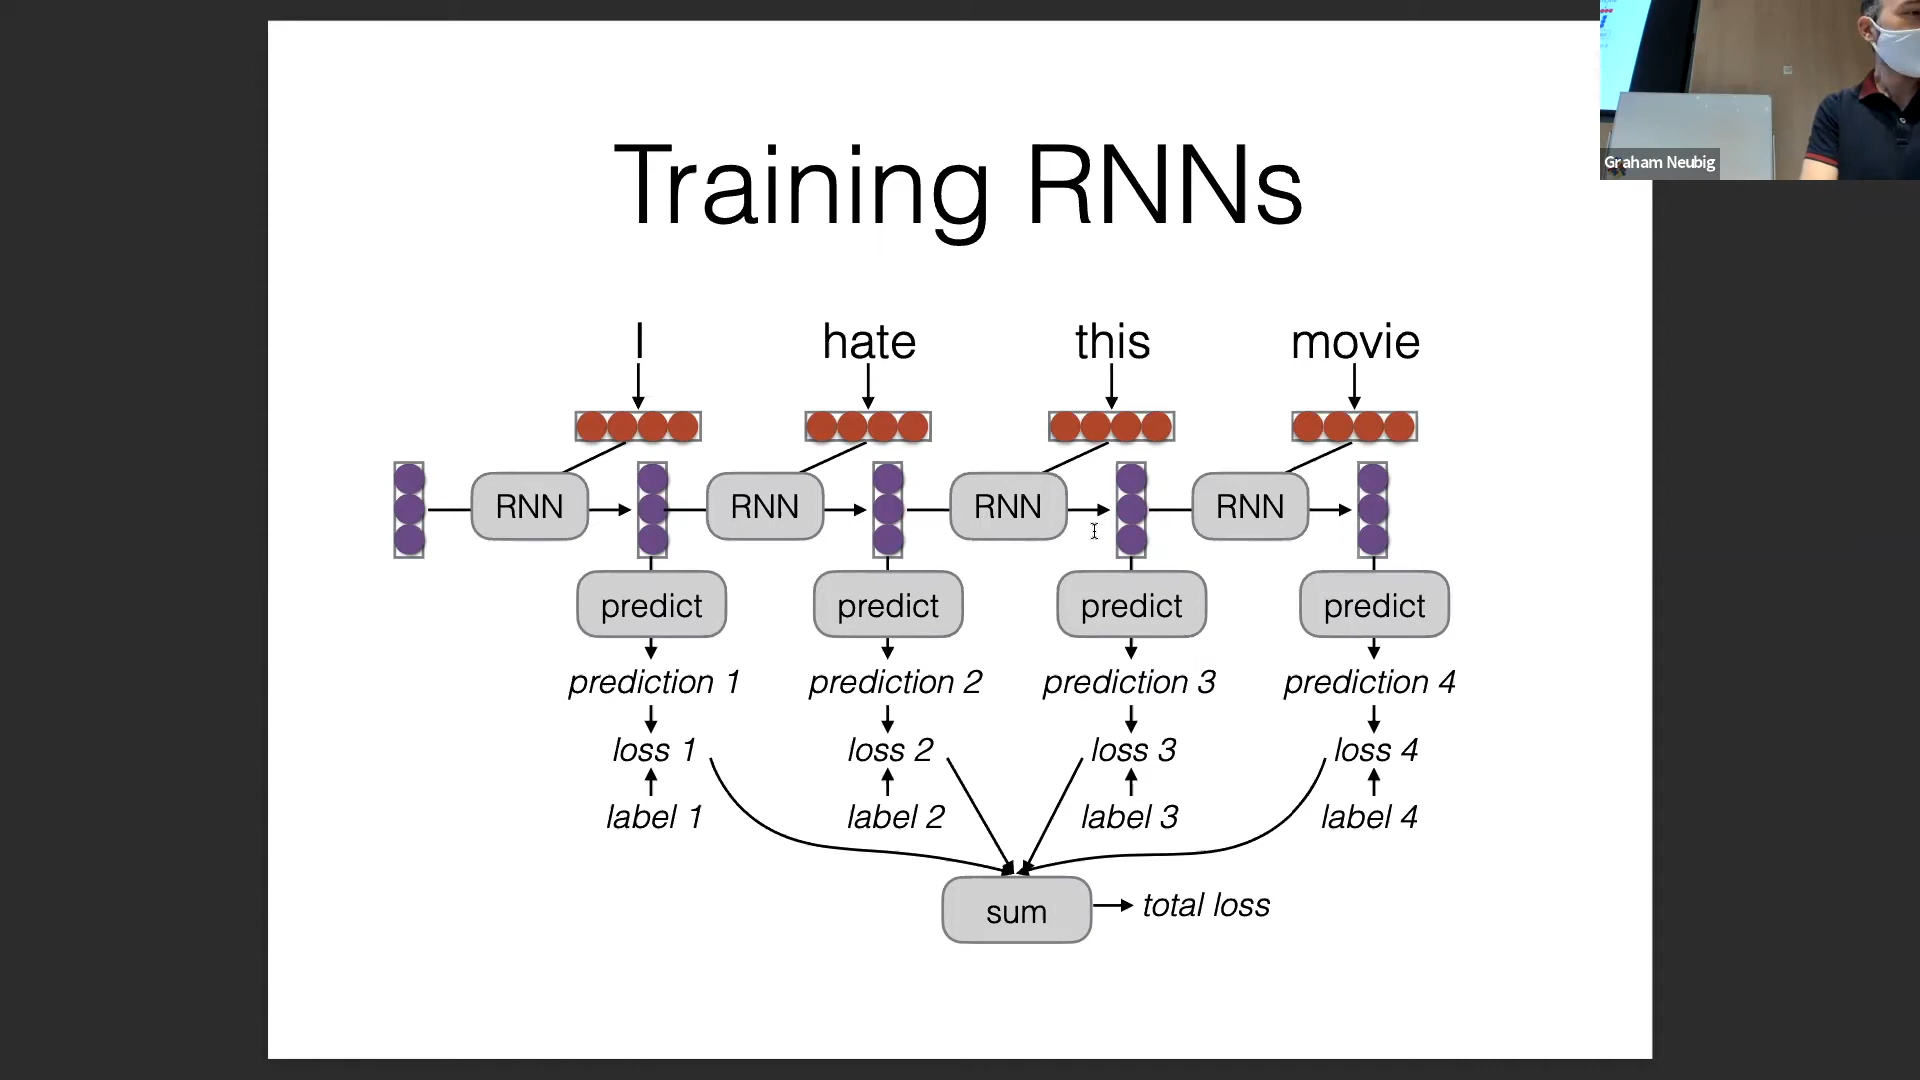 Training RNNs
Graham Neubig
I hate this movie
RNN RNN RNN RNN
predict predict predict predict
prediction 1 prediction 2 prediction 3 prediction 4
loss 1 loss 2 loss 3 loss 4
label 1 label 2 label 3 label 4
sum total loss